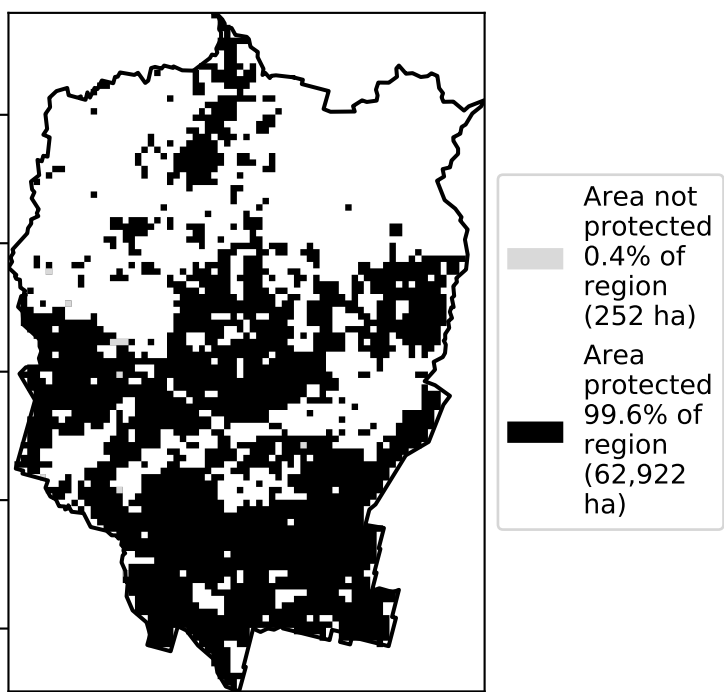 Area not
protected
0.4% of
region
(252 ha)
Area
protected
99.6% of
region
(62,922
ha)